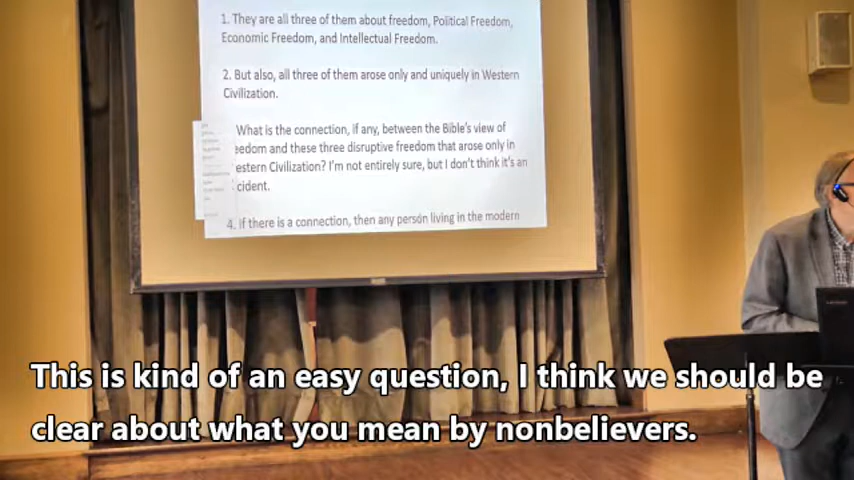 1. They are all three of them about freedom, Political Freedom,
Economic Freedom, and Intellectual Freedom.
2. But also, all three of them arose only and uniquely in Western
Civilization.
What is the connection, if any, between the Bible's view of
eedom and these three disruptive freedom that arose only in
estern Civilization? I'm not entirely sure, but I don't think it's an
cident.
4. If there is a connection, then any person living in the modern
This is kind of an easy question, I think we should be
clear about what you mean by nonbelievers.